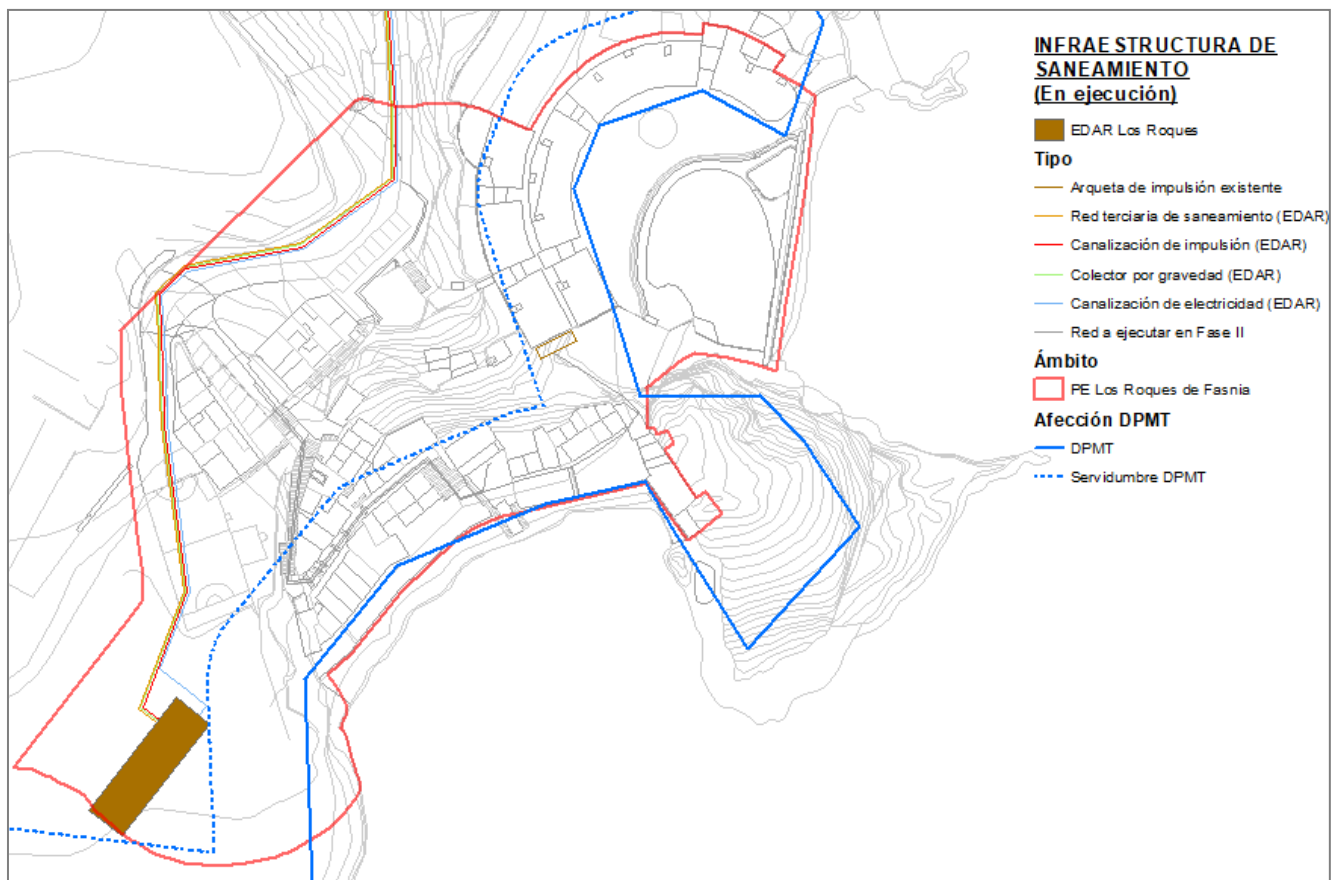 INFRAE STRUCTURA DE
SANEAMIENTO
(En ejecución)
EDAR Los Roques
Tipo
Arqueta de impulsión existente
Red terciaria de saneamiento (EDAR)
Canalización de impulsión (EDAR)
Colector por gravedad (EDAR)
Canalización de electricidad (EDAR)
Red a ejecutar en Fase II
Ámbito
PE Los Roques de Fasnia
Afección DPMT
DPMT
Servidumbre DPMT